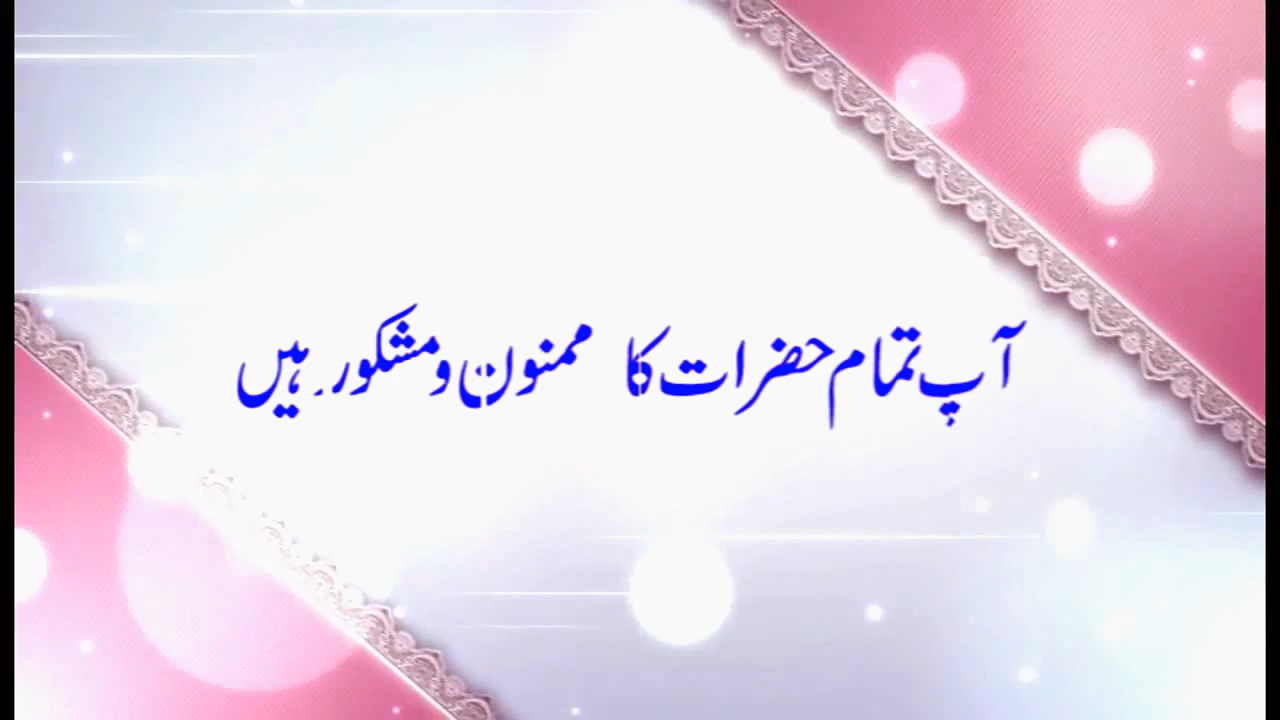 آپ تمام حضرات کا ممنون و مشکور ہیں